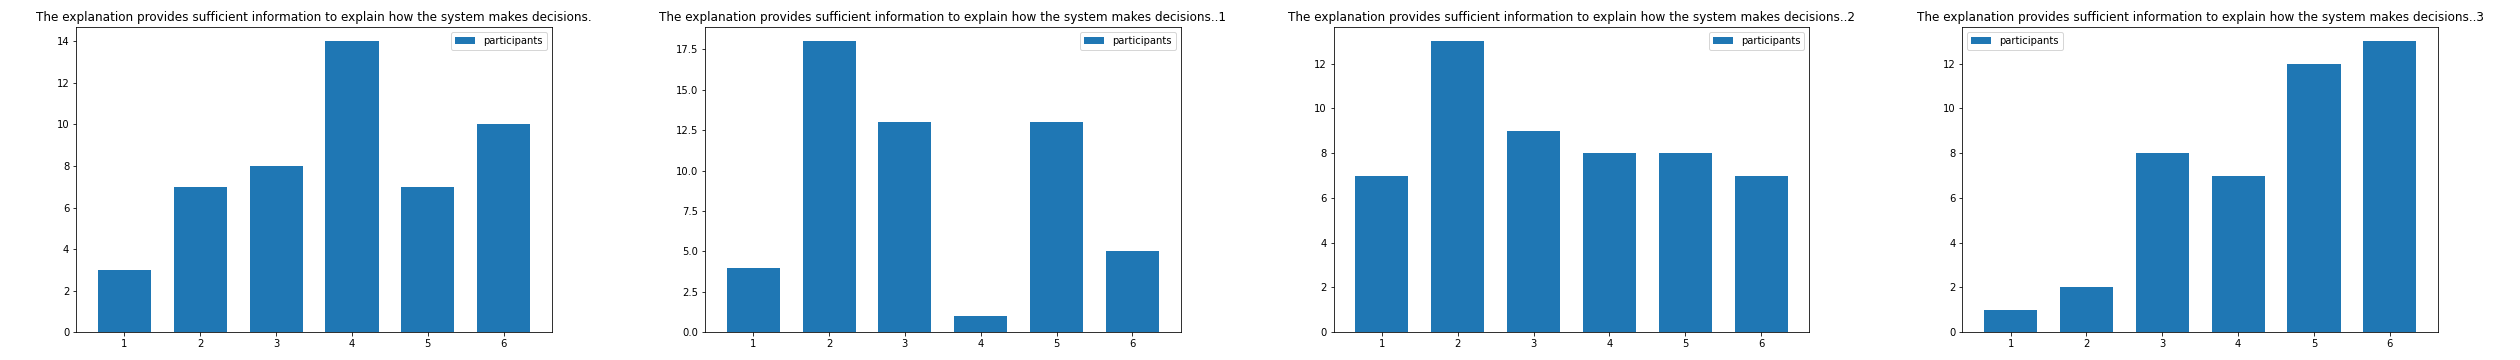 The explanation provides sufficient information to explain how the system makes decisions.
participants
14
12
10
8
6
4
2
0
1 2 3 4 5 6
The explanation provides sufficient information to explain how the system makes decisions..1
participants
17.5
15.0
12.5
10.0
7.5
5.0
2.5
0.0
1 2 3 4 5 6
The explanation provides sufficient information to explain how the system makes decisions..2
participants
12
10
8
6
4
2
0
1 2 3 4 5 6
The explanation provides sufficient information to explain how the system makes decisions..3
participants
12
10
8
6
4
2
0
1 2 3 4 5 6